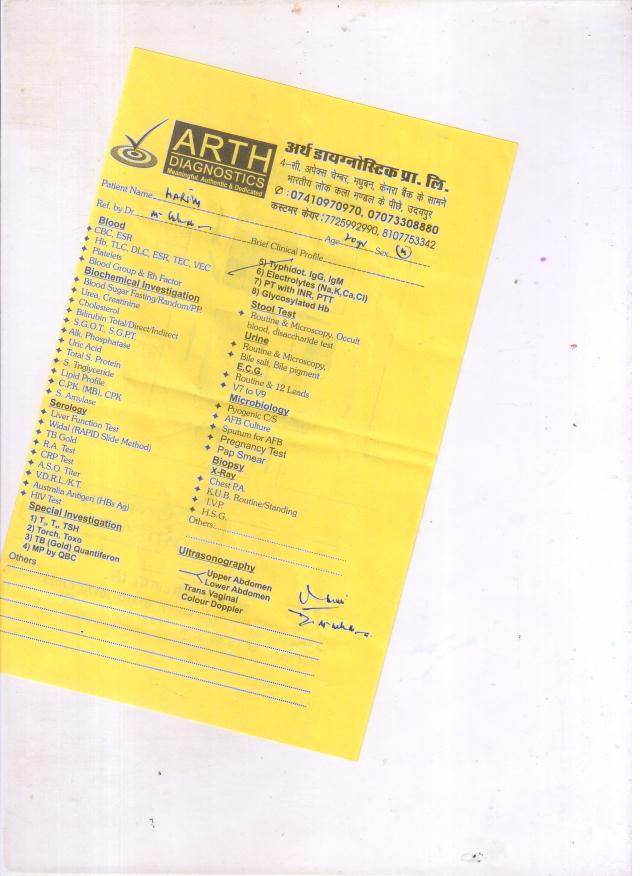 ARTH
DIAGNOSTICS
Meaningful, Authentic & Dedicated
अर्थ डायग्नोस्टिक प्रा. लि.
4-सी, अपेक्स चेम्बर, मधुबन, केनरा बैंक के सामने
भारतीय लोक कला मण्डल के पीछे, उदयपुर
✆ : 07410970970, 07073308880
कस्टमर केयर : 7725992990, 8107753342
Patient Name
Ref. by Dr. Age Sex M
Brief Clinical Profile
Blood
CBC, ESR
Hb, TLC, DLC, ESR, TEC, VEC
Platelets
Blood Group & Rh Factor
Biochemical Investigation
Blood Sugar Fasting/Random/P.P.
Urea, Creatinine
Cholesterol
Bilirubin Total/Direct/Indirect
S.G.O.T., S.G.P.T.
Alk. Phosphatase
Uric Acid
Total S. Protein
S. Triglyceride
Lipid Profile
C.P.K. (MB), CPK
S. Amylase
Serology
Liver Function Test
Widal (RAPID Slide Method)
TB Gold
R.A. Test
CRP Test
A.S.O. Titer
V.D.R.L./K.T.
Australia Antigen (HBs Ag)
HIV Test
Special Investigation
1) T₃, T₄, TSH
2) Torch, Toxo
3) TB (Gold) Quantiferon
4) MP by QBC
Others
5) Typhidot. IgG, IgM
6) Electrolytes (Na,K,Ca,Cl)
7) PT with INR, PTT
8) Glycosylated Hb
Stool Test
Routine & Microscopy, Occult
blood, disaccharide test
Urine
Routine & Microscopy,
Bile salt, Bile pigment
E.C.G.
Routine & 12 Leads
V7 to V9
Microbiology
Pyogenic C/S
AFB Culture
Sputum for AFB
Pregnancy Test
Pap Smear
Biopsy
X-Ray
Chest P.A.
K.U.B. Routine/Standing
I.V.P.
H.S.G.
Others
Ultrasonography
Upper Abdomen
Lower Abdomen
Trans Vaginal
Colour Doppler